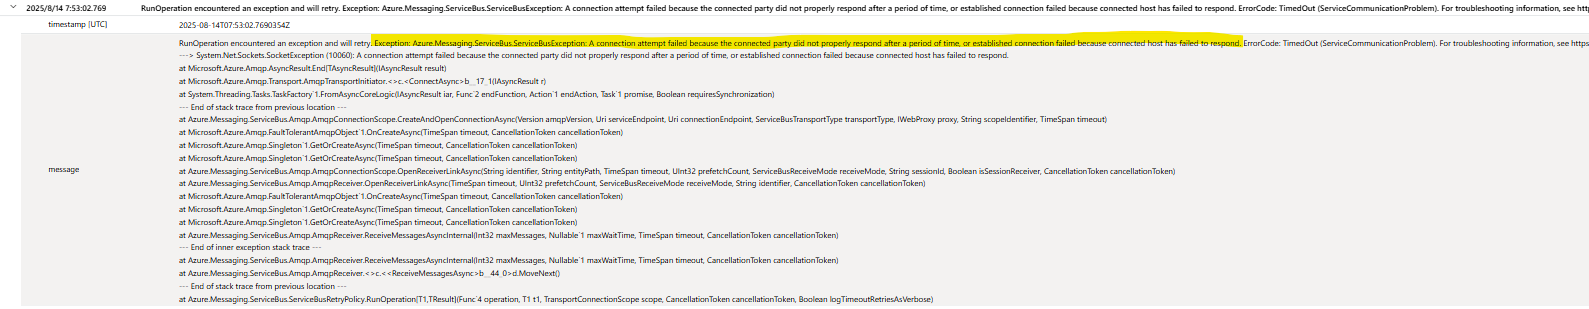 2025/8/14 7:53:02.769 RunOperation encountered an exception and will retry. Exception: Azure.Messaging.ServiceBus.ServiceBusException: A connection attempt failed because the connected party did not properly respond after a period of time, or established connection failed because connected host has failed to respond. ErrorCode: TimedOut (ServiceCommunicationProblem). For troubleshooting information, see htt
timestamp [UTC] 2025-08-14T07:53:02.7690354Z
RunOperation encountered an exception and will retry. Exception: Azure.Messaging.ServiceBus.ServiceBusException: A connection attempt failed because the connected party did not properly respond after a period of time, or established connection failed because connected host has failed to respond. ErrorCode: TimedOut (ServiceCommunicationProblem). For troubleshooting information, see https
---> System.Net.Sockets.SocketException (10060): A connection attempt failed because the connected party did not properly respond after a period of time, or established connection failed because connected host has failed to respond.
at Microsoft.Azure.Amqp.AsyncResult.End[TAsyncResult](IAsyncResult result)
at Microsoft.Azure.Amqp.Transport.AmqpTransportInitiator.<>c.<ConnectAsync>b__17_1(IAsyncResult r)
at System.Threading.Tasks.TaskFactory`1.FromAsyncCoreLogic(IAsyncResult iar, Func`2 endFunction, Action`1 endAction, Task`1 promise, Boolean requiresSynchronization)
--- End of stack trace from previous location ---
at Azure.Messaging.ServiceBus.Amqp.AmqpConnectionScope.CreateAndOpenConnectionAsync(Version amqpVersion, Uri serviceEndpoint, Uri connectionEndpoint, ServiceBusTransportType transportType, IWebProxy proxy, String scopeIdentifier, TimeSpan timeout)
at Microsoft.Azure.Amqp.FaultTolerantAmqpObject`1.OnCreateAsync(TimeSpan timeout, CancellationToken cancellationToken)
at Microsoft.Azure.Amqp.Singleton`1.GetOrCreateAsync(TimeSpan timeout, CancellationToken cancellationToken)
at Microsoft.Azure.Amqp.Singleton`1.GetOrCreateAsync(TimeSpan timeout, CancellationToken cancellationToken)
message at Azure.Messaging.ServiceBus.Amqp.AmqpConnectionScope.OpenReceiverLinkAsync(String identifier, String entityPath, TimeSpan timeout, UInt32 prefetchCount, ServiceBusReceiveMode receiveMode, String sessionId, Boolean isSessionReceiver, CancellationToken cancellationToken)
at Azure.Messaging.ServiceBus.Amqp.AmqpReceiver.OpenReceiverLinkAsync(TimeSpan timeout, UInt32 prefetchCount, ServiceBusReceiveMode receiveMode, String identifier, CancellationToken cancellationToken)
at Microsoft.Azure.Amqp.FaultTolerantAmqpObject`1.OnCreateAsync(TimeSpan timeout, CancellationToken cancellationToken)
at Microsoft.Azure.Amqp.Singleton`1.GetOrCreateAsync(TimeSpan timeout, CancellationToken cancellationToken)
at Microsoft.Azure.Amqp.Singleton`1.GetOrCreateAsync(TimeSpan timeout, CancellationToken cancellationToken)
at Azure.Messaging.ServiceBus.Amqp.AmqpReceiver.ReceiveMessagesAsyncInternal(Int32 maxMessages, Nullable`1 maxWaitTime, TimeSpan timeout, CancellationToken cancellationToken)
--- End of inner exception stack trace ---
at Azure.Messaging.ServiceBus.Amqp.AmqpReceiver.ReceiveMessagesAsyncInternal(Int32 maxMessages, Nullable`1 maxWaitTime, TimeSpan timeout, CancellationToken cancellationToken)
at Azure.Messaging.ServiceBus.Amqp.AmqpReceiver.<>c.<<ReceiveMessagesAsync>b__44_0>d.MoveNext()
--- End of stack trace from previous location ---
at Azure.Messaging.ServiceBus.ServiceBusRetryPolicy.RunOperation[T1,TResult](Func`4 operation, T1 t1, TransportConnectionScope scope, CancellationToken cancellationToken, Boolean logTimeoutRetriesAsVerbose)